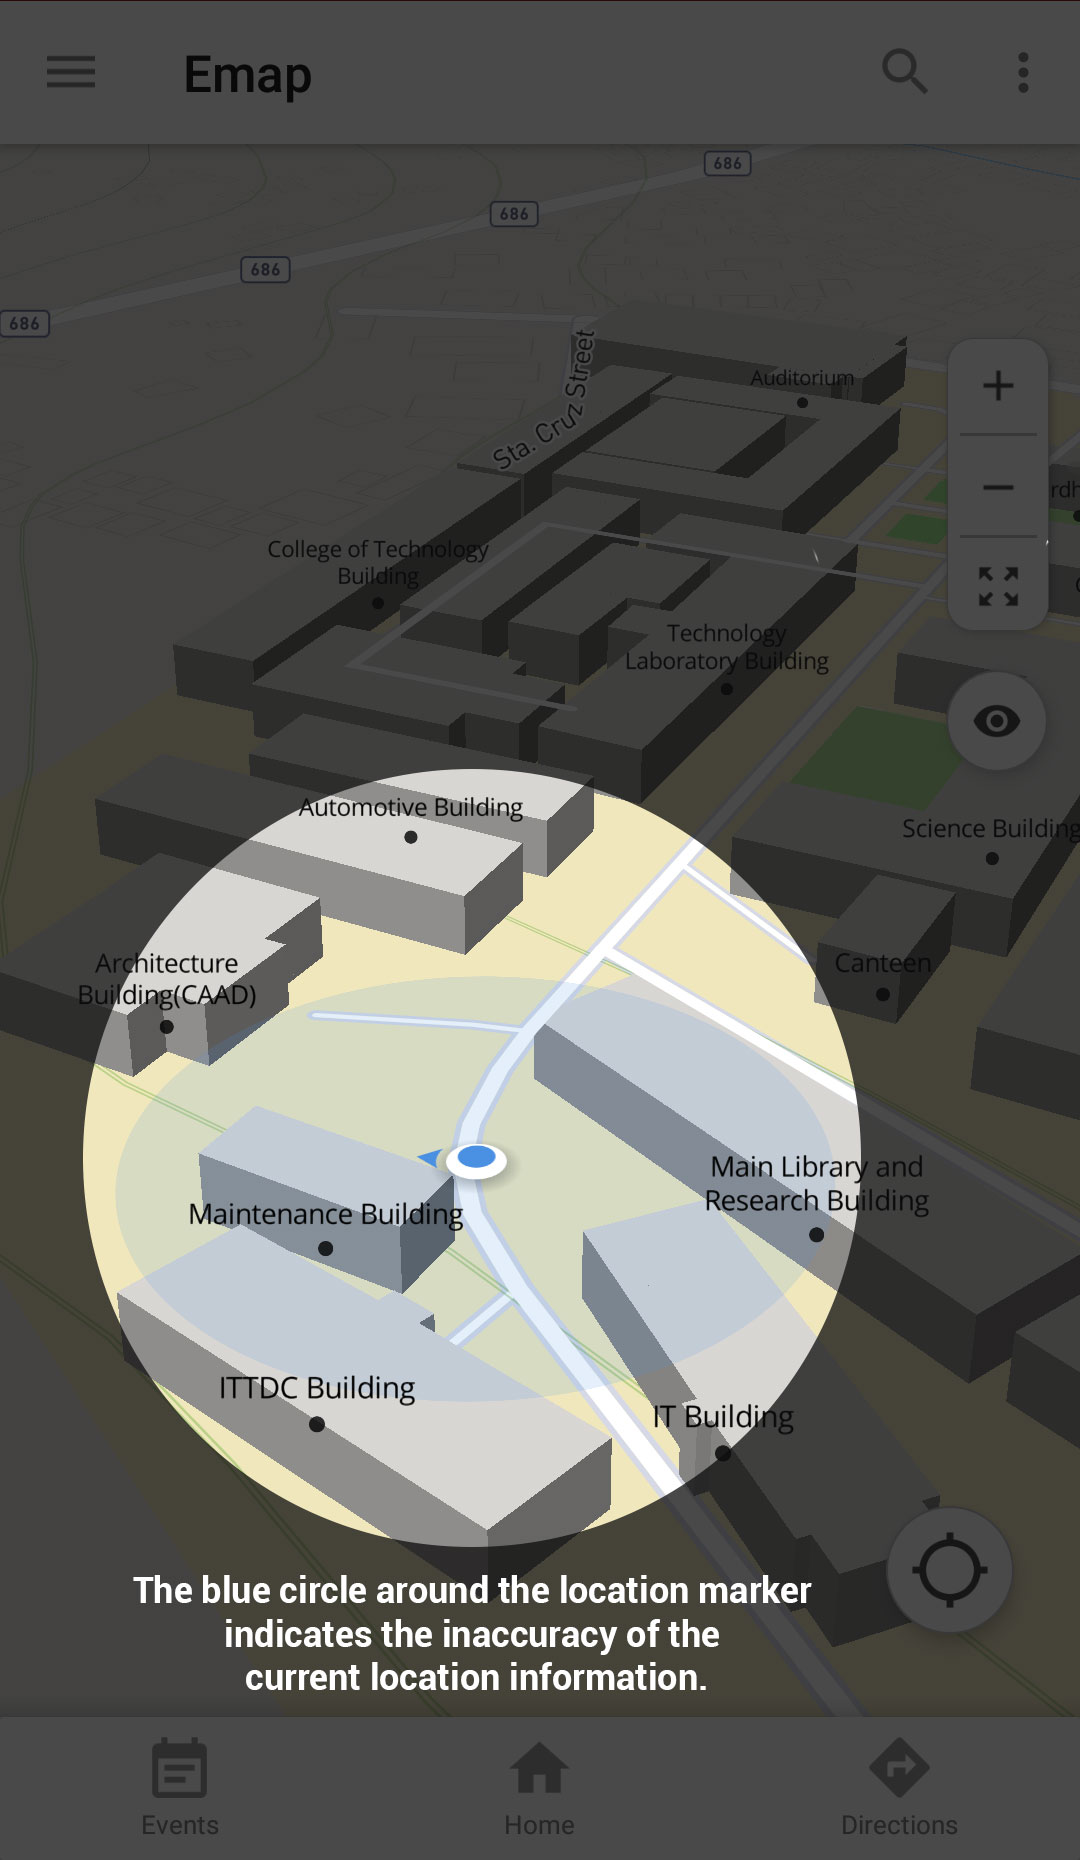 Emap
686
686
686
686
Sta. Cruz Street
Auditorium
College of Technology
Building
Technology
Laboratory Building
Automotive Building
Science Building
Architecture
Building(CAAD)
Canteen
Main Library and
Research Building
Maintenance Building
ITTDC Building
IT Building
The blue circle around the location marker
indicates the inaccuracy of the
current location information.
Events
Home
Directions